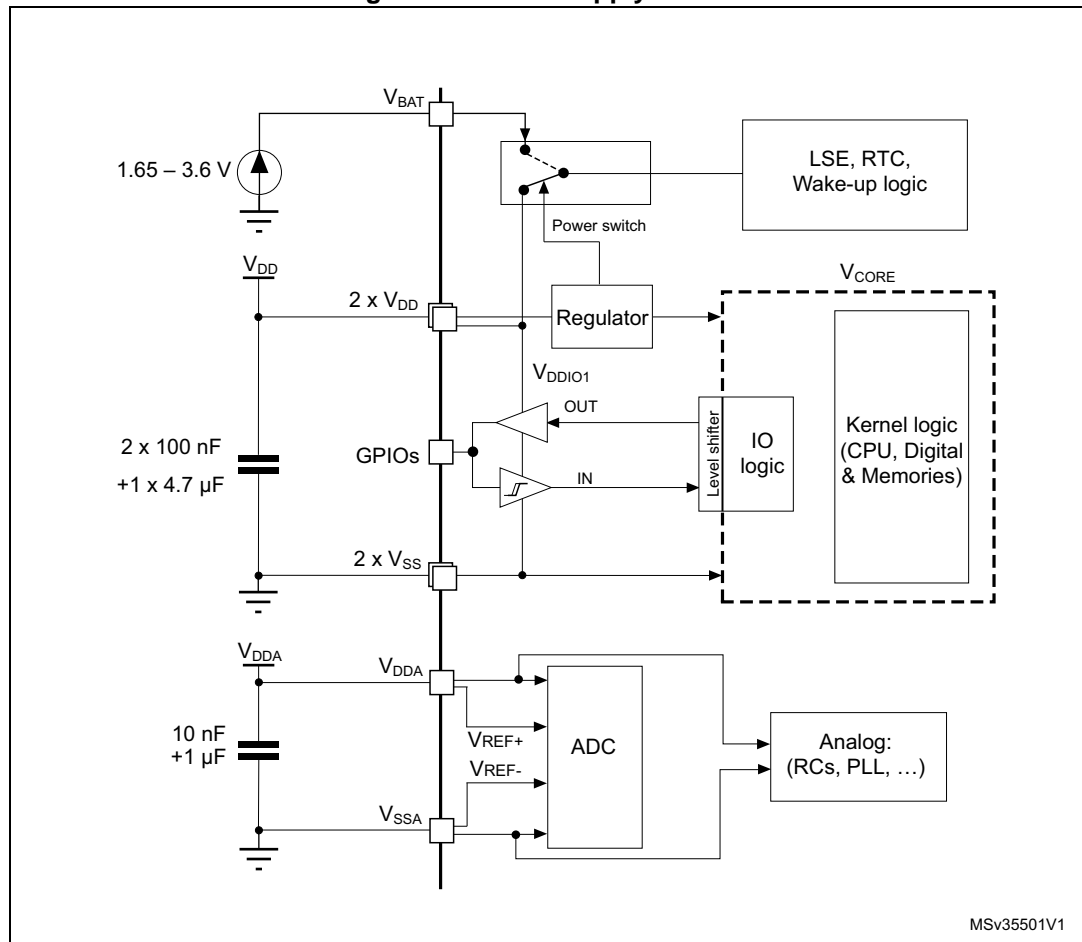 VBAT
1.65 – 3.6 V
LSE, RTC,
Wake-up logic
Power switch
VDD
VCORE
2 x VDD
Regulator
VDDIO1
OUT
Level shifter
IO
logic
Kernel logic
(CPU, Digital
& Memories)
2 x 100 nF
+1 x 4.7 µF
GPIOs
IN
2 x VSS
VDDA
VDDA
10 nF
+1 µF
VREF+
ADC
Analog:
(RCs, PLL, …)
VREF-
VSSA
MSv35501V1